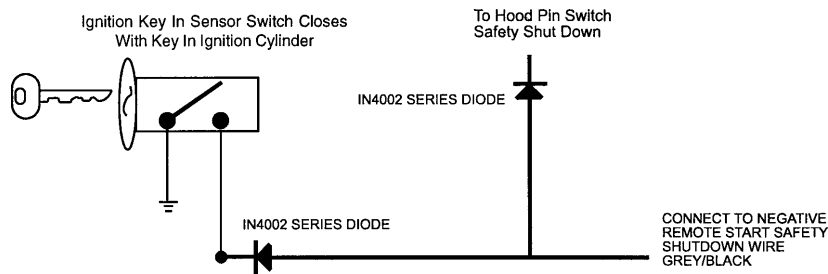 Ignition Key In Sensor Switch Closes
With Key In Ignition Cylinder
To Hood Pin Switch
Safety Shut Down
IN4002 SERIES DIODE
IN4002 SERIES DIODE
CONNECT TO NEGATIVE
REMOTE START SAFETY
SHUTDOWN WIRE
GREY/BLACK